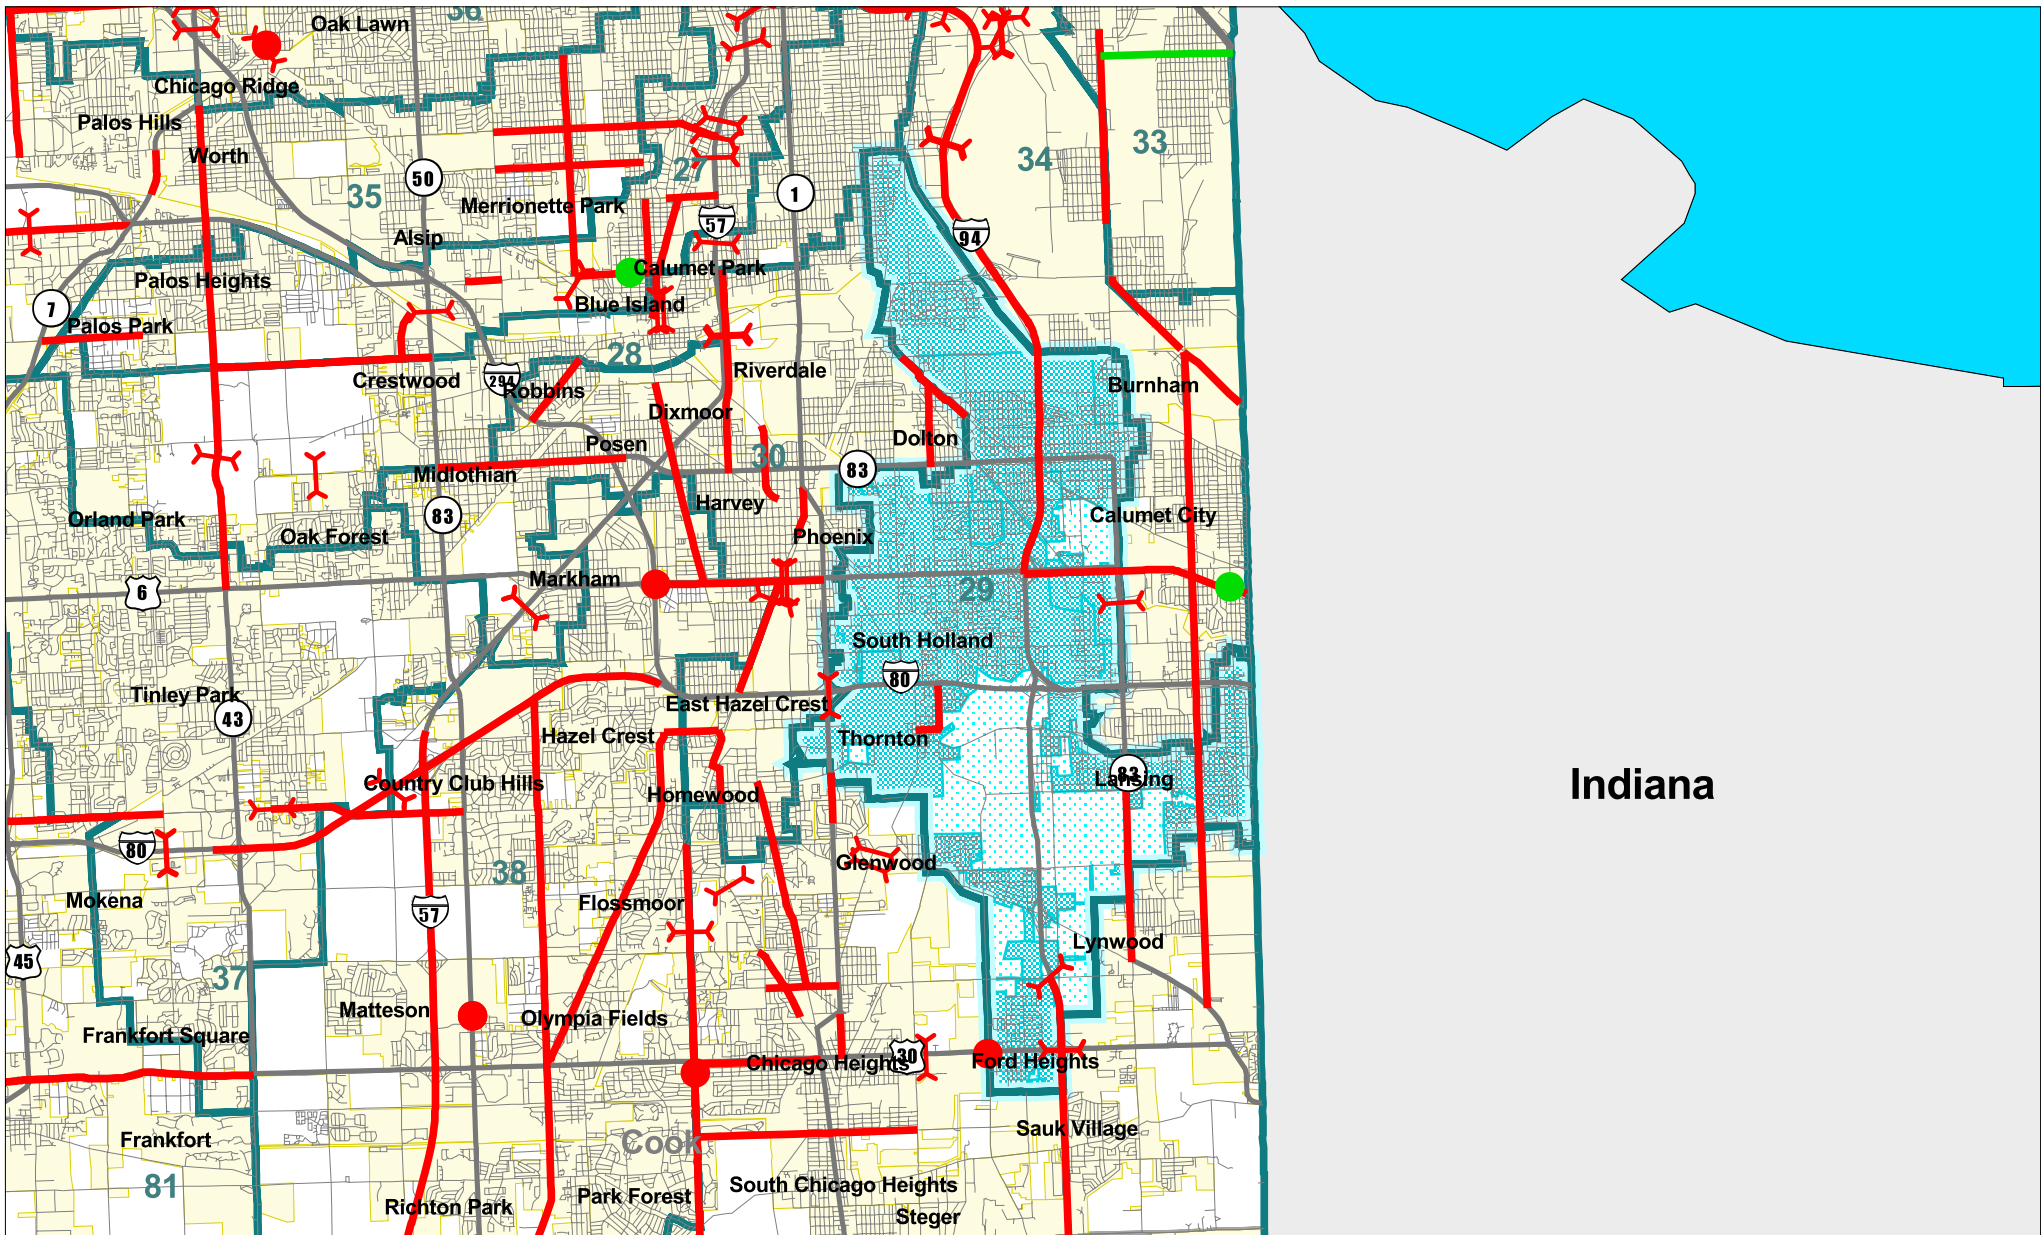 36
Oak Lawn
Chicago Ridge
Palos Hills
Worth
33
34
27
35
50
1
Merrionette Park
57
94
Alsip
Calumet Park
Palos Heights
Blue Island
7
Palos Park
28
Riverdale
Crestwood
294
Robbins
Burnham
Dixmoor
Dolton
Posen
30
83
Midlothian
Harvey
83
Calumet City
Orland Park
Oak Forest
Phoenix
Markham
6
29
South Holland
80
Tinley Park
43
East Hazel Crest
Hazel Crest
Thornton
83
Lansing
Country Club Hills
Homewood
Indiana
80
Glenwood
38
Mokena
Flossmoor
57
Lynwood
45
37
Matteson
Olympia Fields
Frankfort Square
Chicago Heights
30
Ford Heights
Sauk Village
Frankfort
Cook
81
South Chicago Heights
Park Forest
Richton Park
Steger